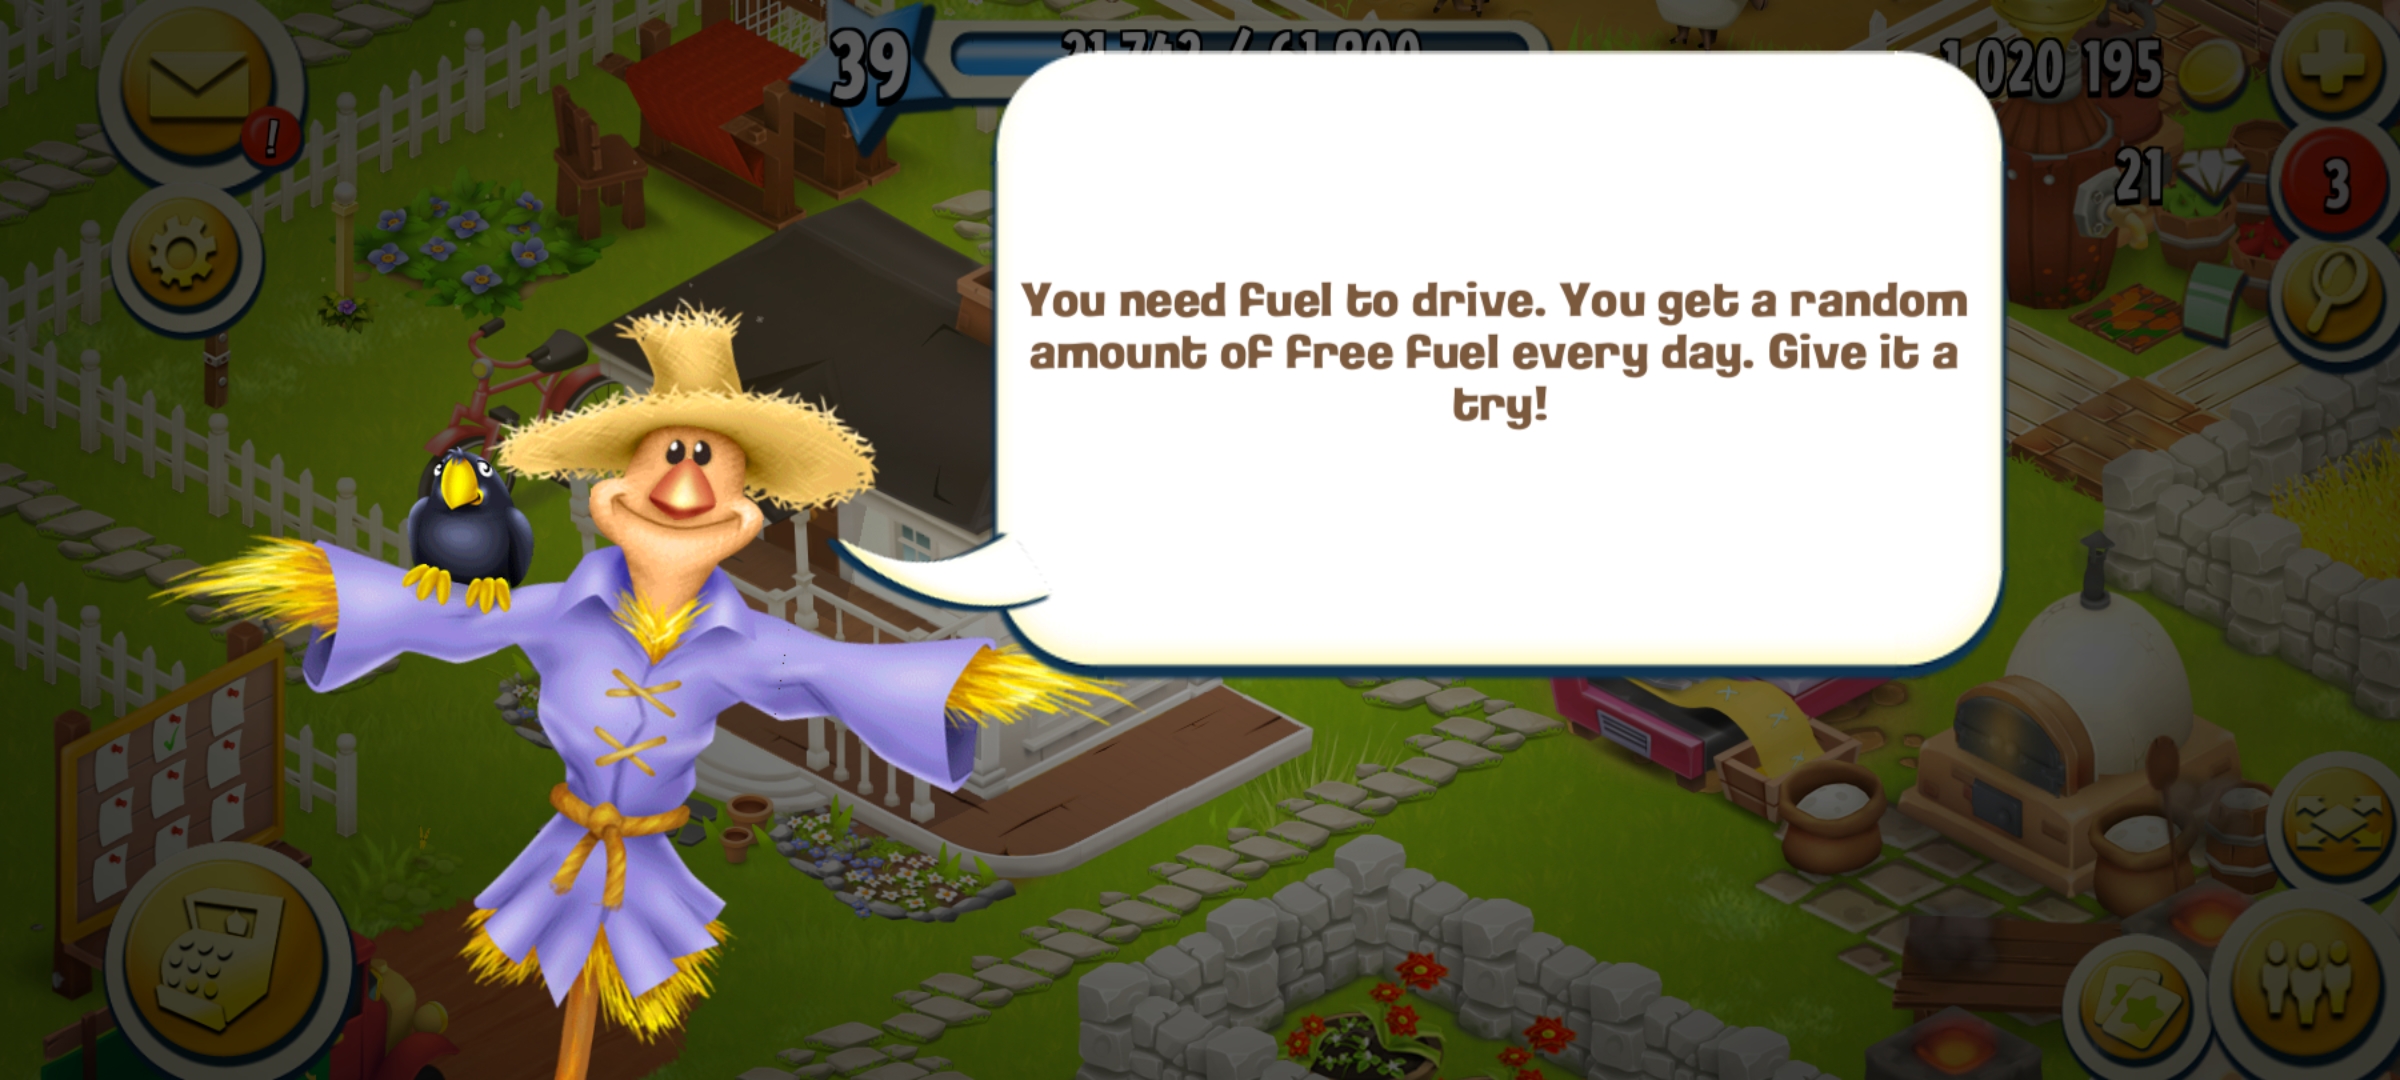 39
1 020 195
21
3
!
You need fuel to drive. You get a random
amount of free fuel every day. Give it a
try!